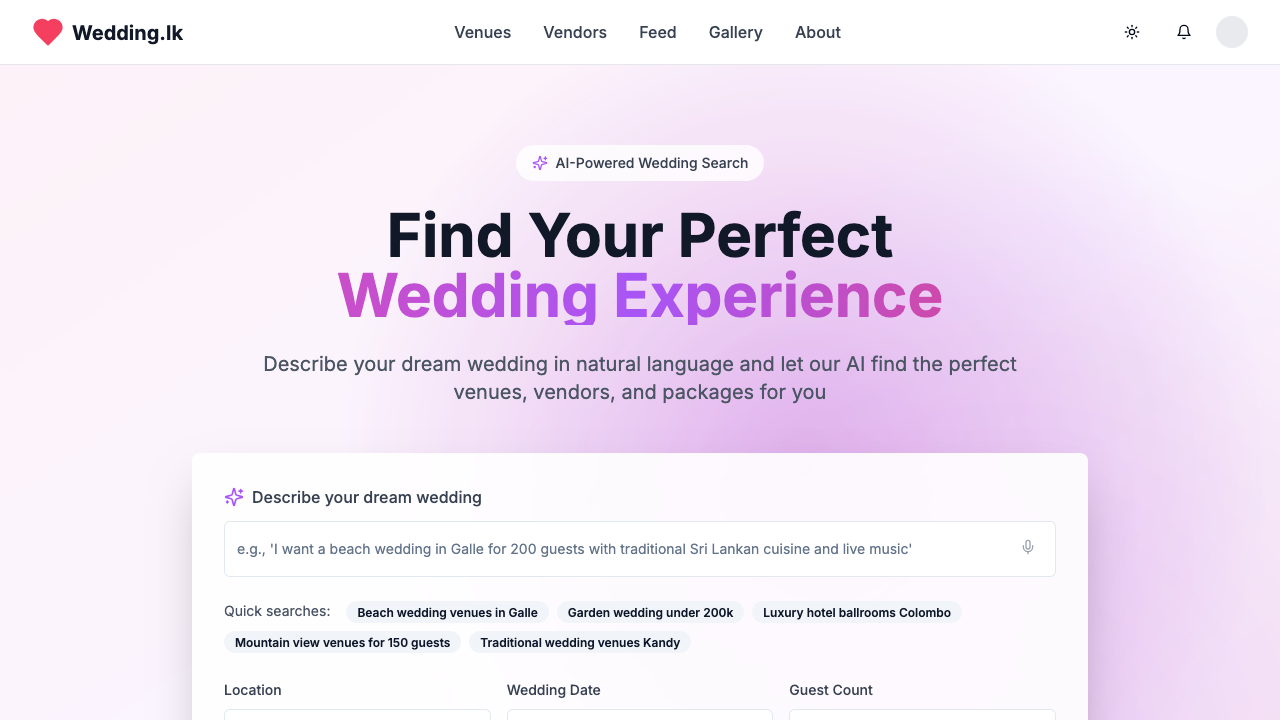 Wedding.lk
Venues
Vendors
Feed
Gallery
About
AI-Powered Wedding Search
Find Your Perfect
Wedding Experience
Describe your dream wedding in natural language and let our AI find the perfect
venues, vendors, and packages for you
Describe your dream wedding
e.g., 'I want a beach wedding in Galle for 200 guests with traditional Sri Lankan cuisine and live music'
Quick searches:
Beach wedding venues in Galle
Garden wedding under 200k
Luxury hotel ballrooms Colombo
Mountain view venues for 150 guests
Traditional wedding venues Kandy
Location
Wedding Date
Guest Count